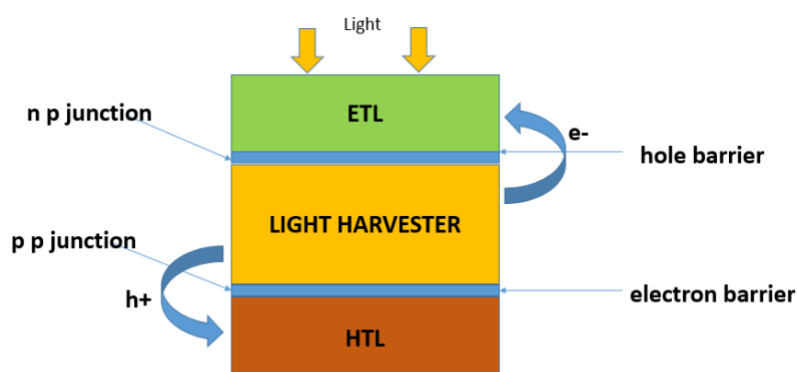 Light
n p junction
ETL
e-
hole barrier
LIGHT HARVESTER
p p junction
h+
electron barrier
HTL